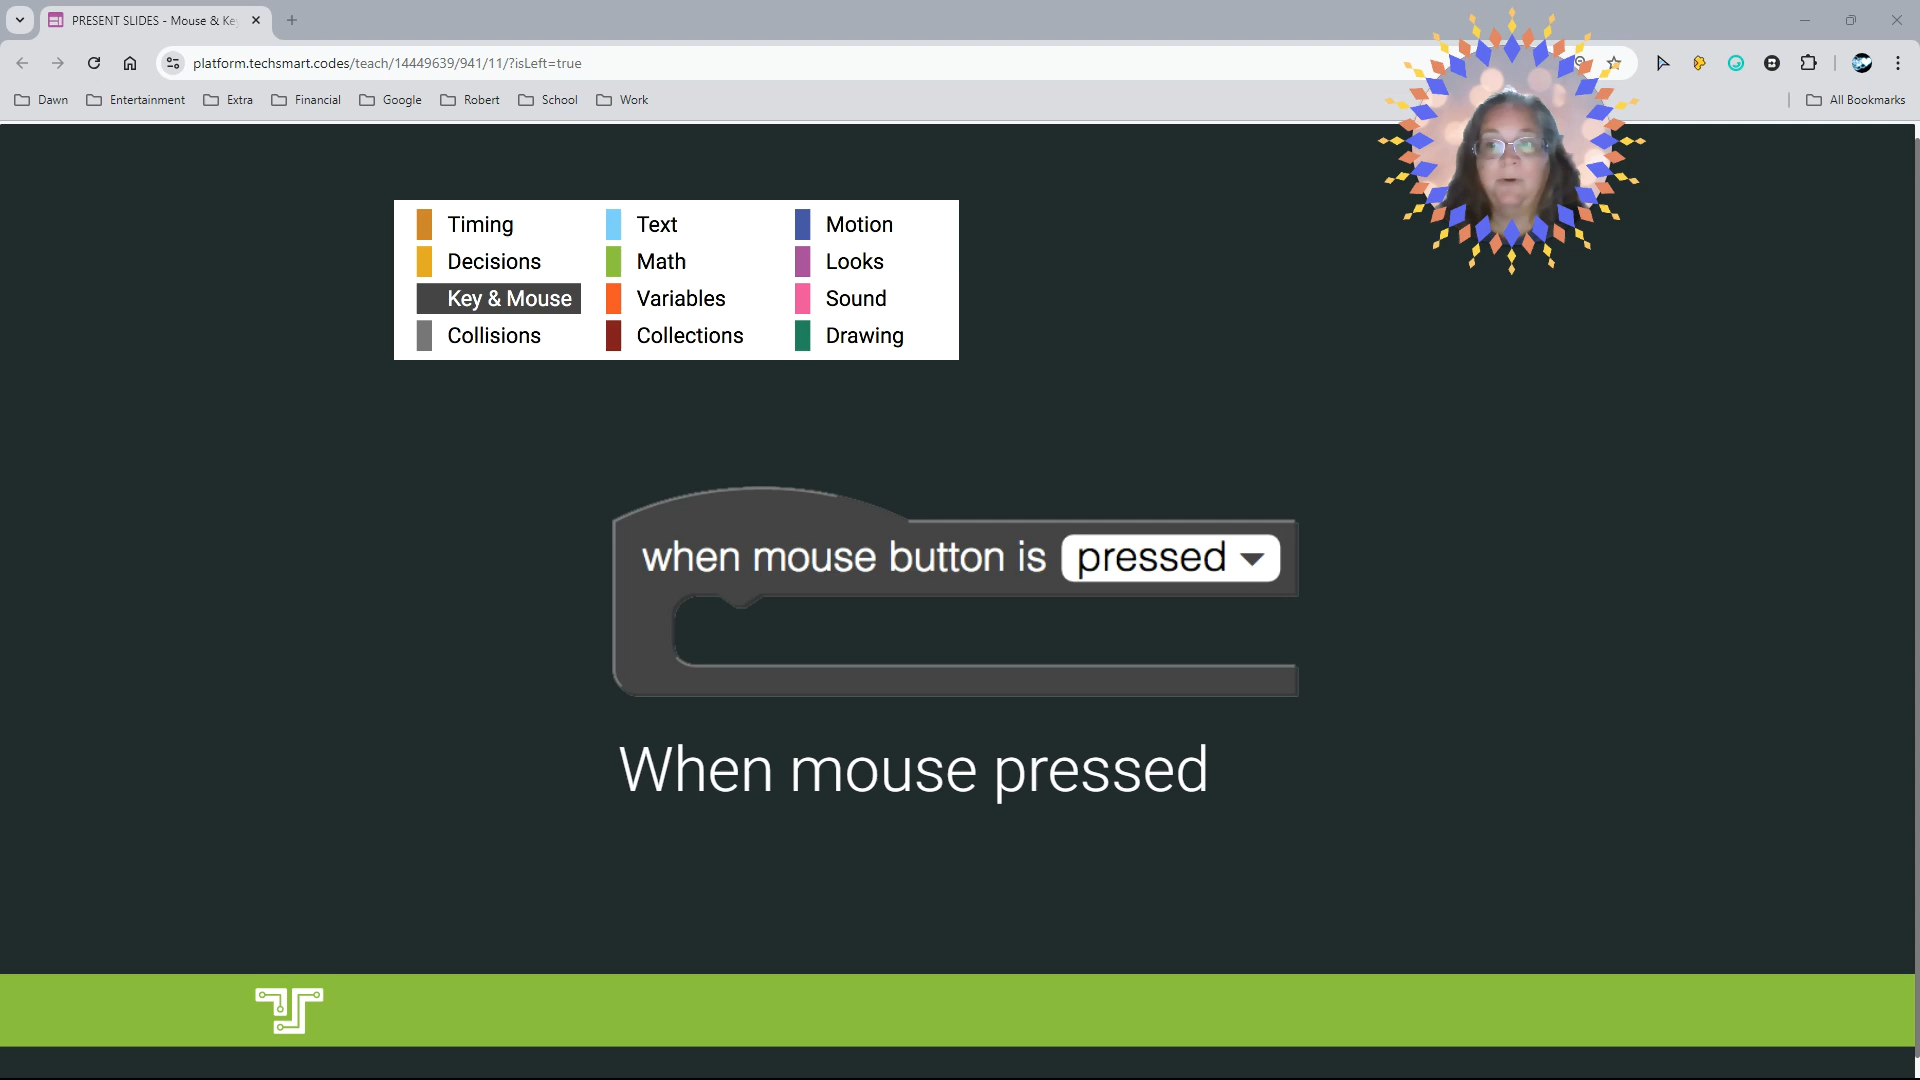 PRESENT SLIDES - Mouse & Ke
platform.techsmart.codes/teach/14449639/941/11/?isLeft=true
Dawn Entertainment Extra Financial Google Robert School Work All Bookmarks
Timing Text Motion
Decisions Math Looks
Key & Mouse Variables Sound
Collisions Collections Drawing
when mouse button is pressed
When mouse pressed